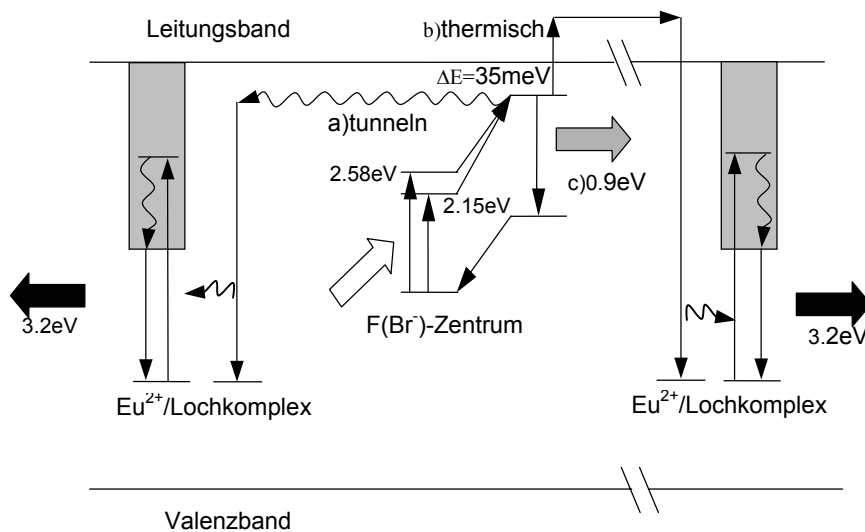 Leitungsband
b)thermisch
ΔE=35meV
a)tunneln
2.58eV
2.15eV
c)0.9eV
F(Br⁻)-Zentrum
3.2eV
3.2eV
Eu²⁺/Lochkomplex
Eu²⁺/Lochkomplex
Valenzband